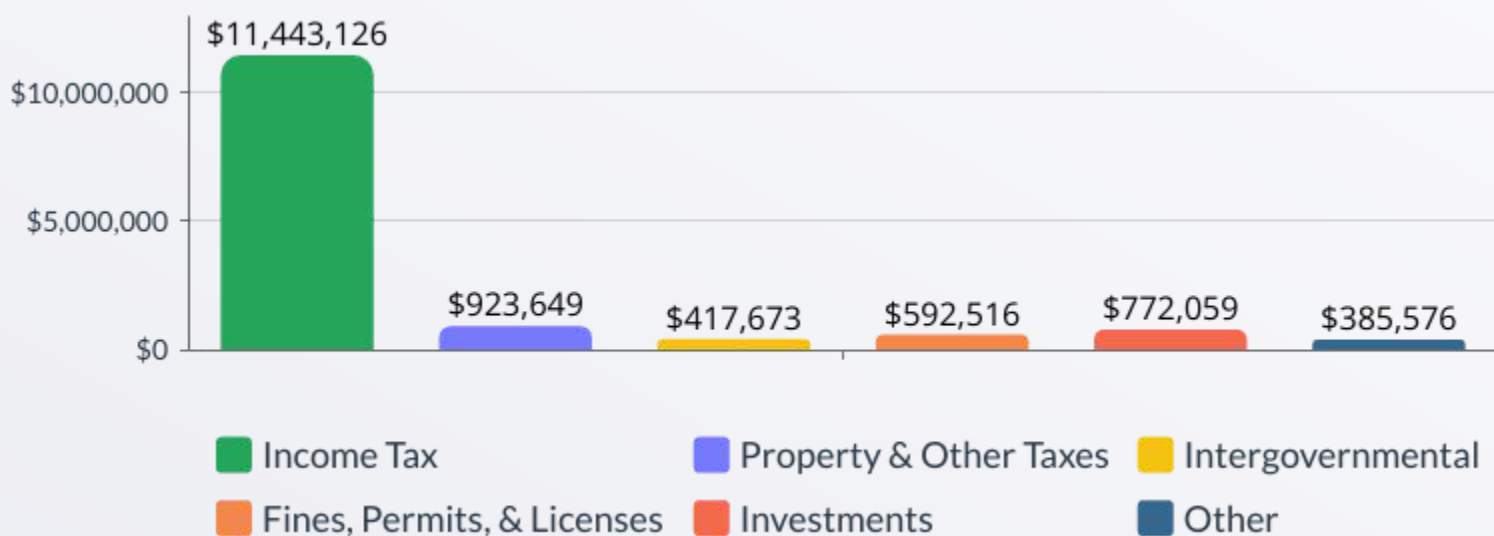 $11,443,126
$10,000,000
$5,000,000
$923,649
$417,673
$592,516
$772,059
$385,576
$0
Income Tax
Property & Other Taxes
Intergovernmental
Fines, Permits, & Licenses
Investments
Other